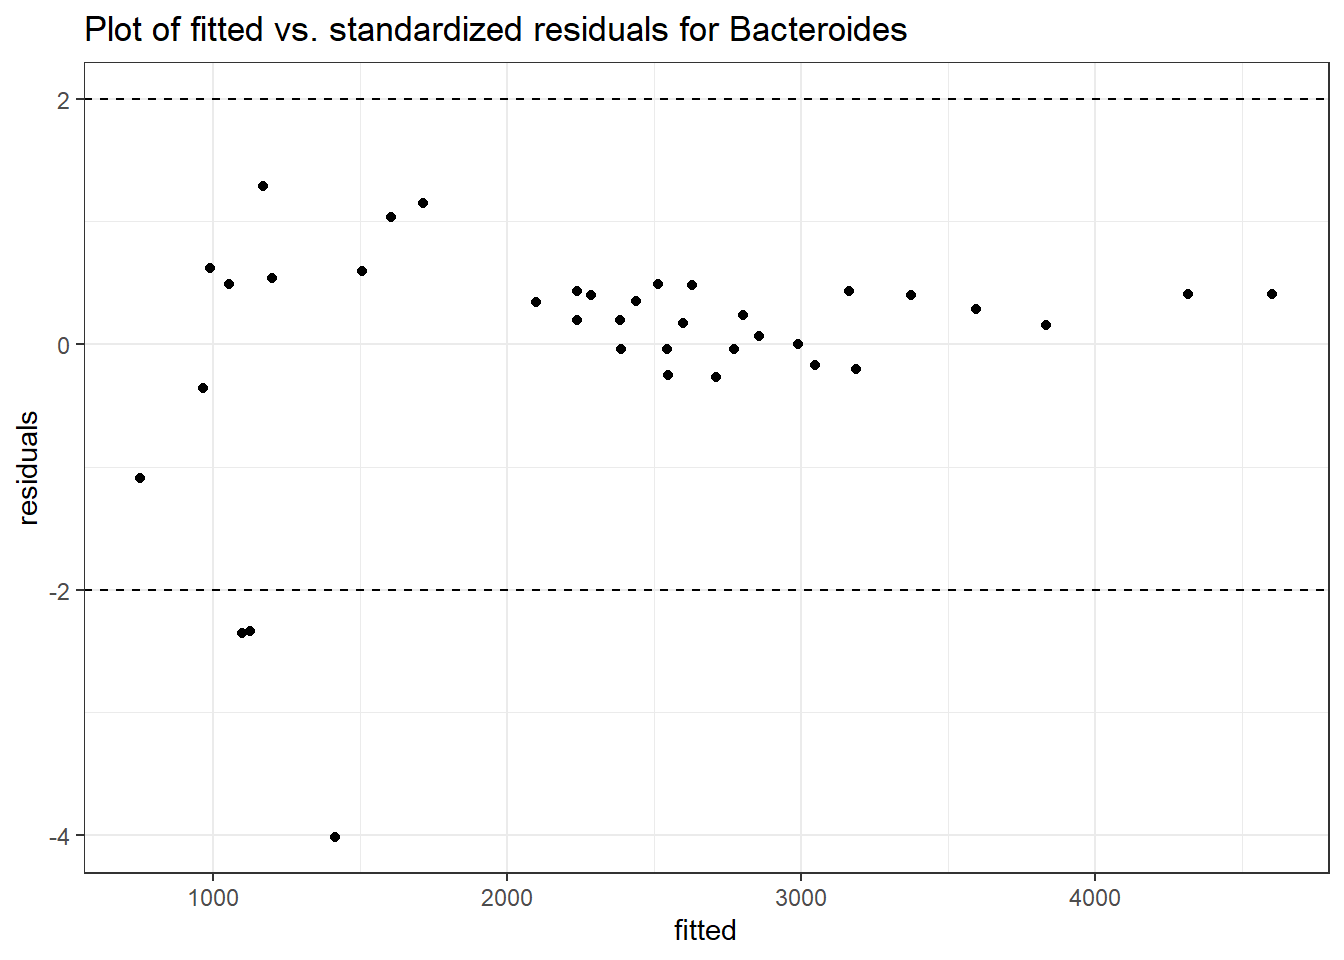 Plot of fitted vs. standardized residuals for Bacteroides
2
0
-2
-4
residuals
1000 2000 3000 4000
fitted